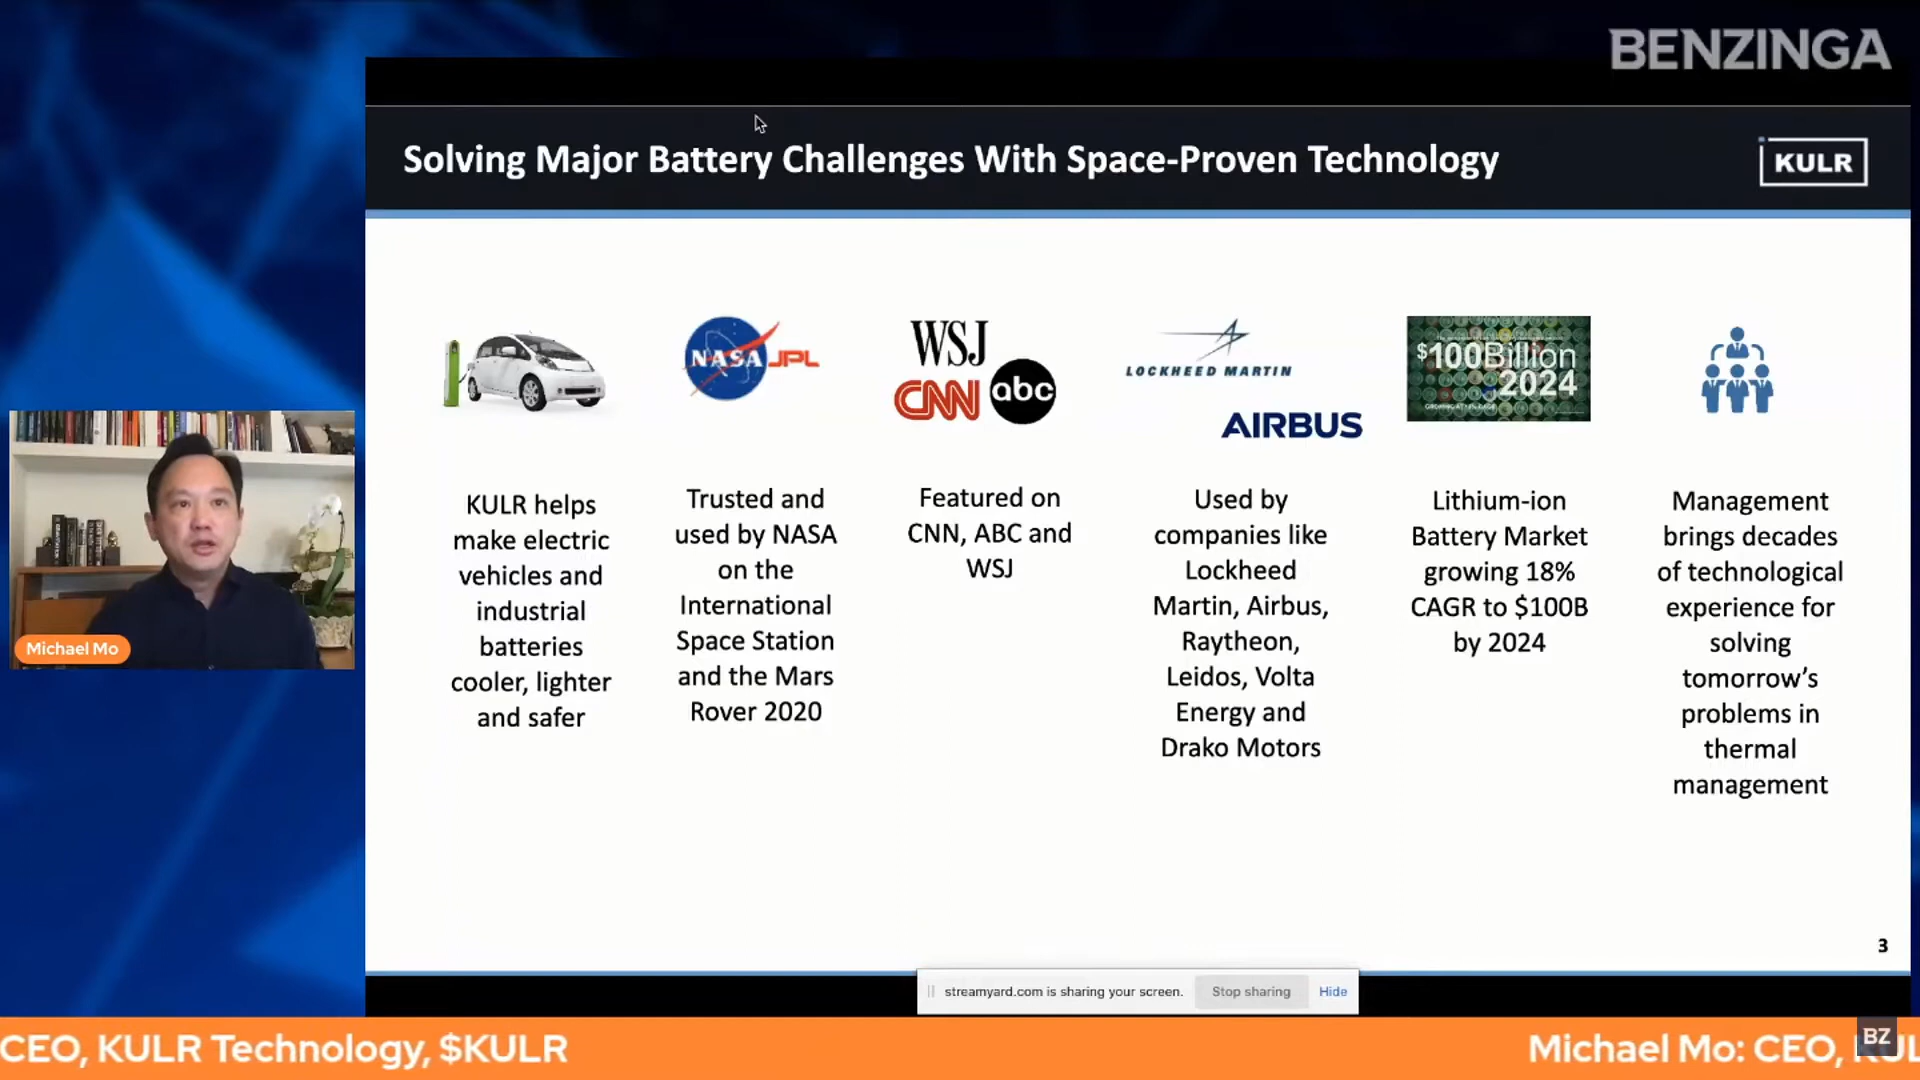 BENZINGA
Solving Major Battery Challenges With Space-Proven Technology
KULR
NASA JPL
WSJ
CNN abc
LOCKHEED MARTIN
AIRBUS
$100Billion
2024
KULR helps
make electric
vehicles and
industrial
batteries
cooler, lighter
and safer
Trusted and
used by NASA
on the
International
Space Station
and the Mars
Rover 2020
Featured on
CNN, ABC and
WSJ
Used by
companies like
Lockheed
Martin, Airbus,
Raytheon,
Leidos, Volta
Energy and
Drako Motors
Lithium-ion
Battery Market
growing 18%
CAGR to $100B
by 2024
Management
brings decades
of technological
experience for
solving
tomorrow’s
problems in
thermal
management
Michael Mo
3
streamyard.com is sharing your screen. Stop sharing Hide
CEO, KULR Technology, $KULR
Michael Mo: CEO, KUL
BZ